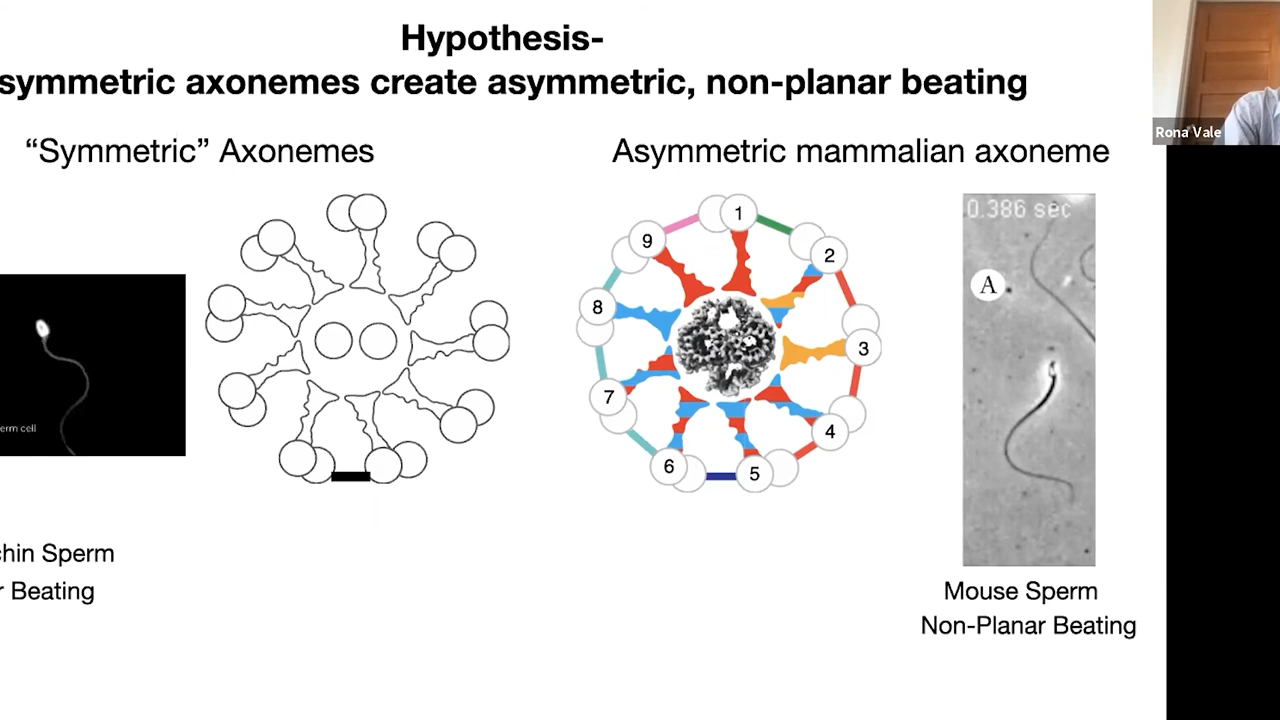 Hypothesis-
symmetric axonemes create asymmetric, non-planar beating
“Symmetric” Axonemes
Asymmetric mammalian axoneme
Rona Vale
0.386 sec
A
1
2
3
4
5
6
7
8
9
erm cell
hin Sperm
r Beating
Mouse Sperm
Non-Planar Beating